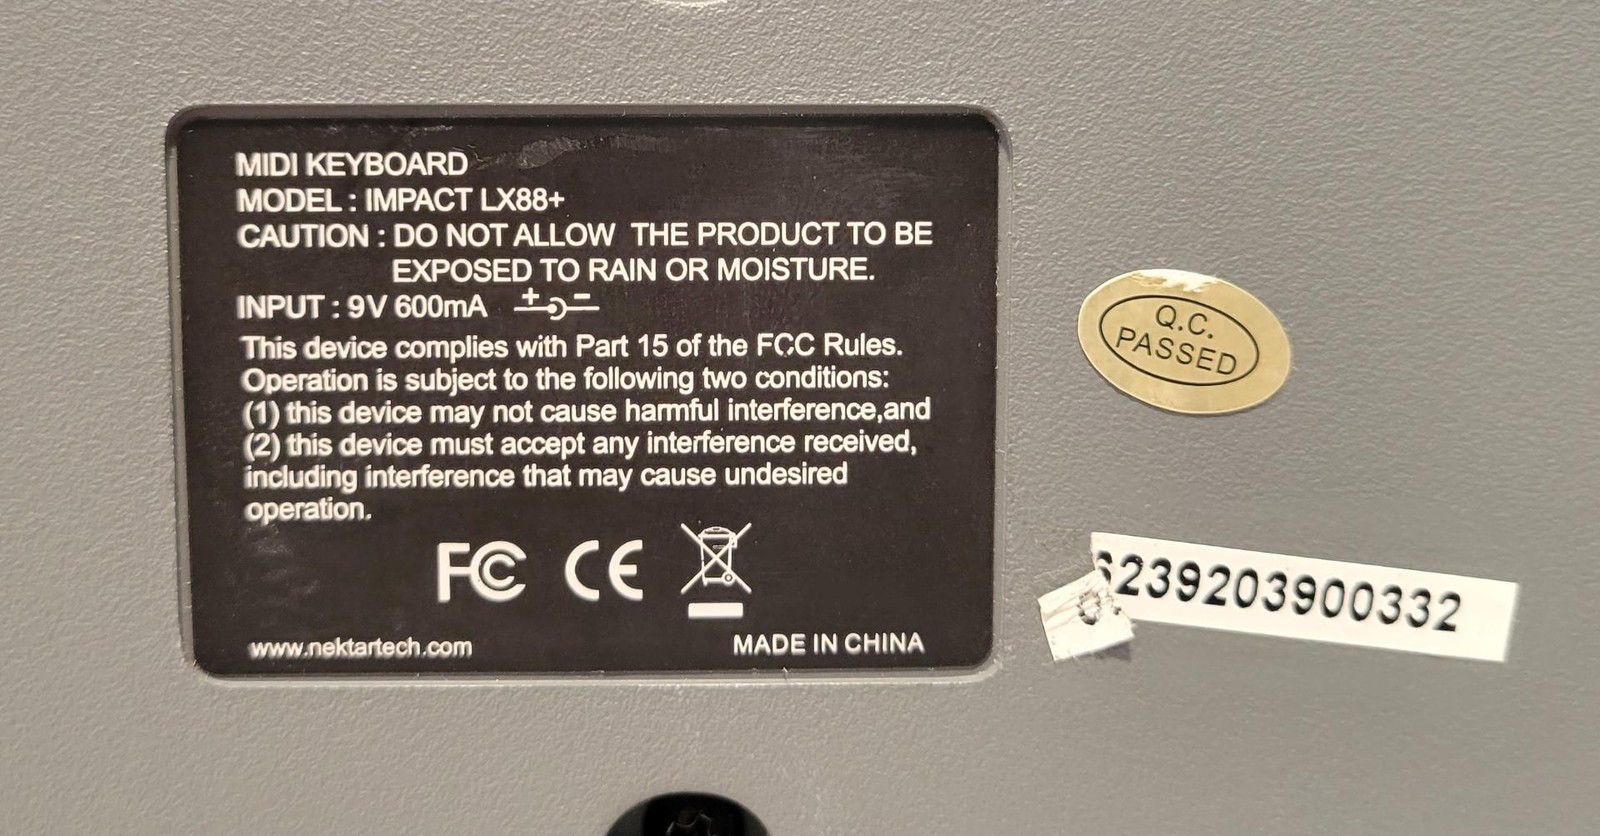 MIDI KEYBOARD
MODEL : IMPACT LX88+
CAUTION : DO NOT ALLOW THE PRODUCT TO BE
EXPOSED TO RAIN OR MOISTURE.
INPUT : 9V 600mA + -
This device complies with Part 15 of the FCC Rules.
Operation is subject to the following two conditions:
(1) this device may not cause harmful interference,and
(2) this device must accept any interference received,
including interference that may cause undesired
operation.
FC CE
www.nektartech.com
MADE IN CHINA
Q.C.
PASSED